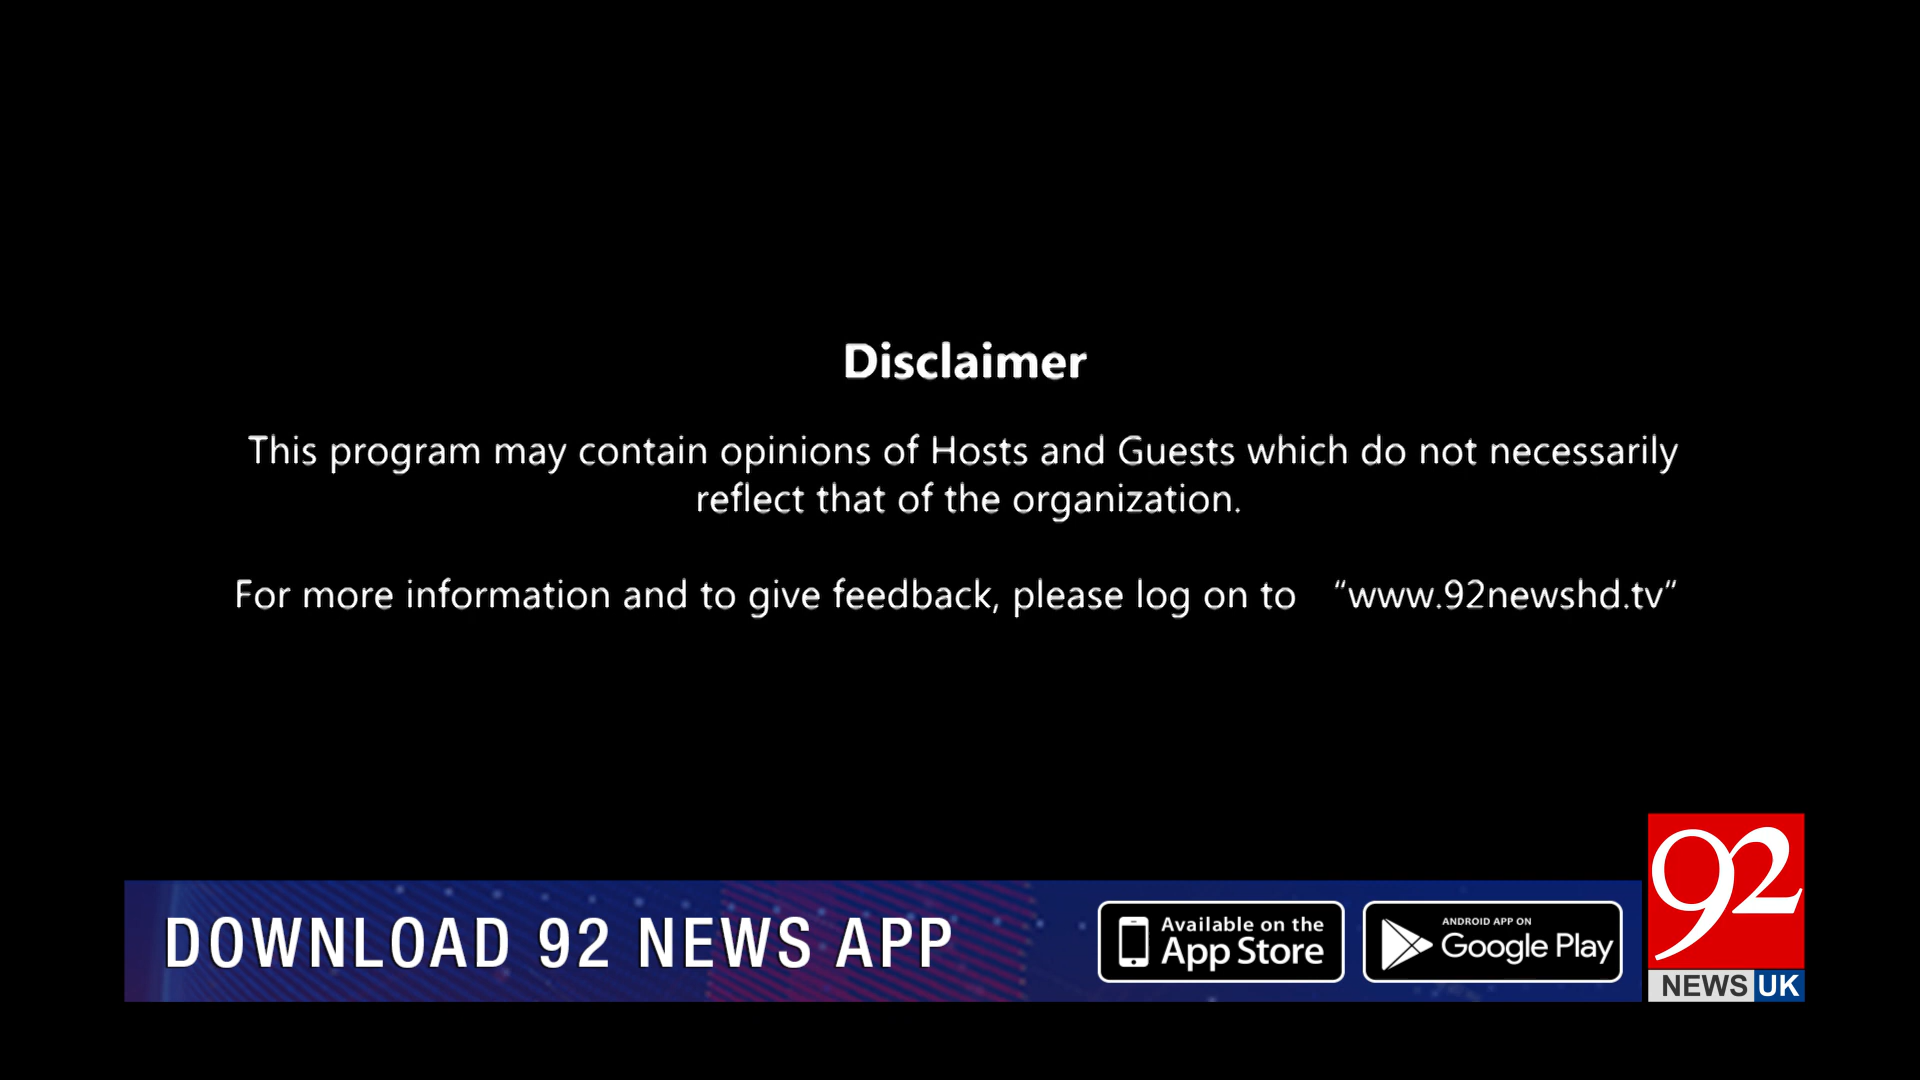 Disclaimer
This program may contain opinions of Hosts and Guests which do not necessarily
reflect that of the organization.
For more information and to give feedback, please log on to "www.92newshd.tv"
DOWNLOAD 92 NEWS APP
Available on the
App Store
ANDROID APP ON
Google Play
92
NEWS UK